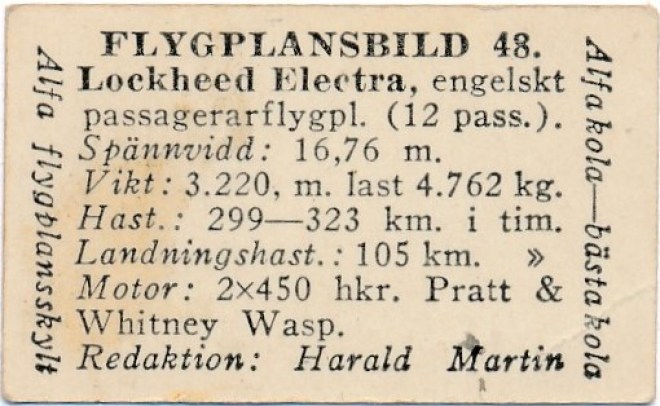 FLYGPLANSBILD 48.
Lockheed Electra, engelskt
passagerarflygpl. (12 pass.).
Spännvidd: 16,76 m.
Vikt: 3.220, m. last 4.762 kg.
Hast.: 299—323 km. i tim.
Landningshast.: 105 km. »
Motor: 2×450 hkr. Pratt &
Whitney Wasp.
Redaktion: Harald Martin
Alfa flygplansskylt
Alfa kola—bästa kola